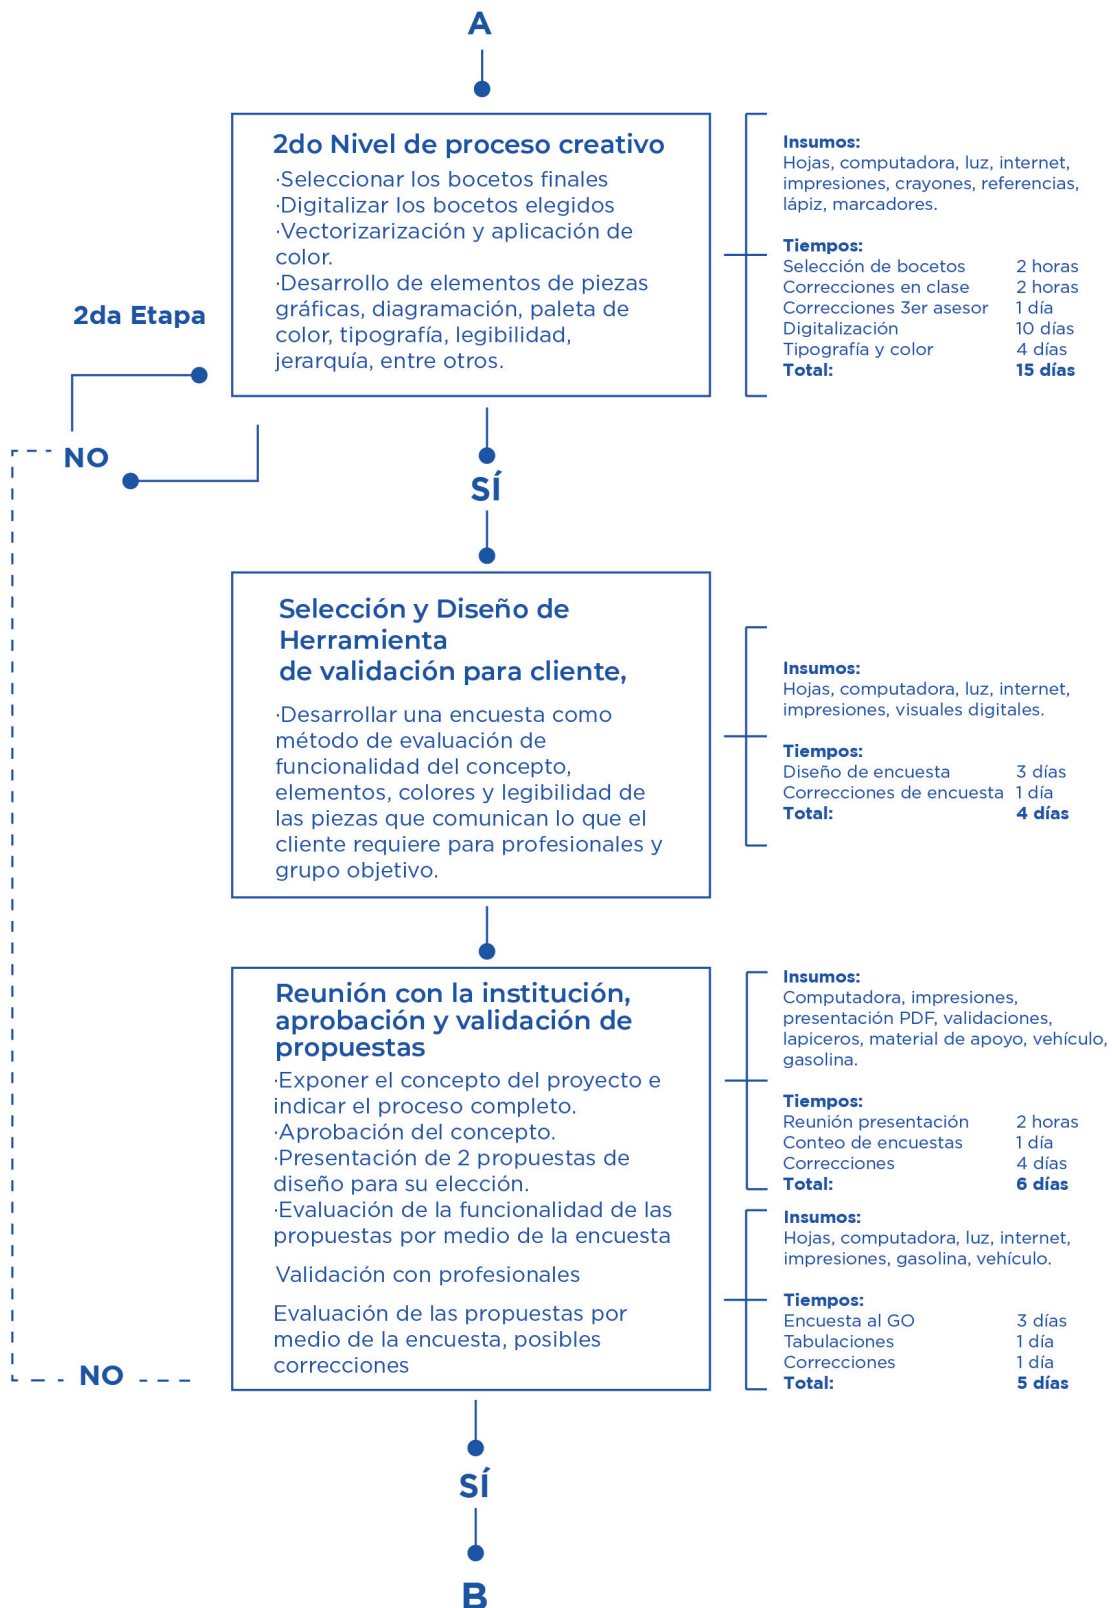 A
2do Nivel de proceso creativo
·Seleccionar los bocetos finales
·Digitalizar los bocetos elegidos
·Vectorizarización y aplicación de
color.
·Desarrollo de elementos de piezas
gráficas, diagramación, paleta de
color, tipografía, legibilidad,
jerarquía, entre otros.
Insumos:
Hojas, computadora, luz, internet,
impresiones, crayones, referencias,
lápiz, marcadores.
Tiempos:
Selección de bocetos 2 horas
Correcciones en clase 2 horas
Correcciones 3er asesor 1 día
Digitalización 10 días
Tipografía y color 4 días
Total: 15 días
2da Etapa
NO
SÍ
Selección y Diseño de
Herramienta
de validación para cliente,
·Desarrollar una encuesta como
método de evaluación de
funcionalidad del concepto,
elementos, colores y legibilidad de
las piezas que comunican lo que el
cliente requiere para profesionales y
grupo objetivo.
Insumos:
Hojas, computadora, luz, internet,
impresiones, visuales digitales.
Tiempos:
Diseño de encuesta 3 días
Correcciones de encuesta 1 día
Total: 4 días
Reunión con la institución,
aprobación y validación de
propuestas
·Exponer el concepto del proyecto e
indicar el proceso completo.
·Aprobación del concepto.
·Presentación de 2 propuestas de
diseño para su elección.
·Evaluación de la funcionalidad de las
propuestas por medio de la encuesta
Validación con profesionales
Evaluación de las propuestas por
medio de la encuesta, posibles
correcciones
Insumos:
Computadora, impresiones,
presentación PDF, validaciones,
lapiceros, material de apoyo, vehículo,
gasolina.
Tiempos:
Reunión presentación 2 horas
Conteo de encuestas 1 día
Correcciones 4 días
Total: 6 días
Insumos:
Hojas, computadora, luz, internet,
impresiones, gasolina, vehículo.
Tiempos:
Encuesta al GO 3 días
Tabulaciones 1 día
Correcciones 1 día
Total: 5 días
NO
SÍ
B